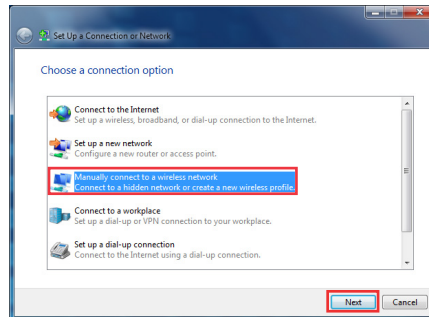 Set Up a Connection or Network
Choose a connection option
Connect to the Internet
Set up a wireless, broadband, or dial-up connection to the Internet.
Set up a new network
Configure a new router or access point.
Manually connect to a wireless network
Connect to a hidden network or create a new wireless profile.
Connect to a workplace
Set up a dial-up or VPN connection to your workplace.
Set up a dial-up connection
Connect to the Internet using a dial-up connection.
Next Cancel